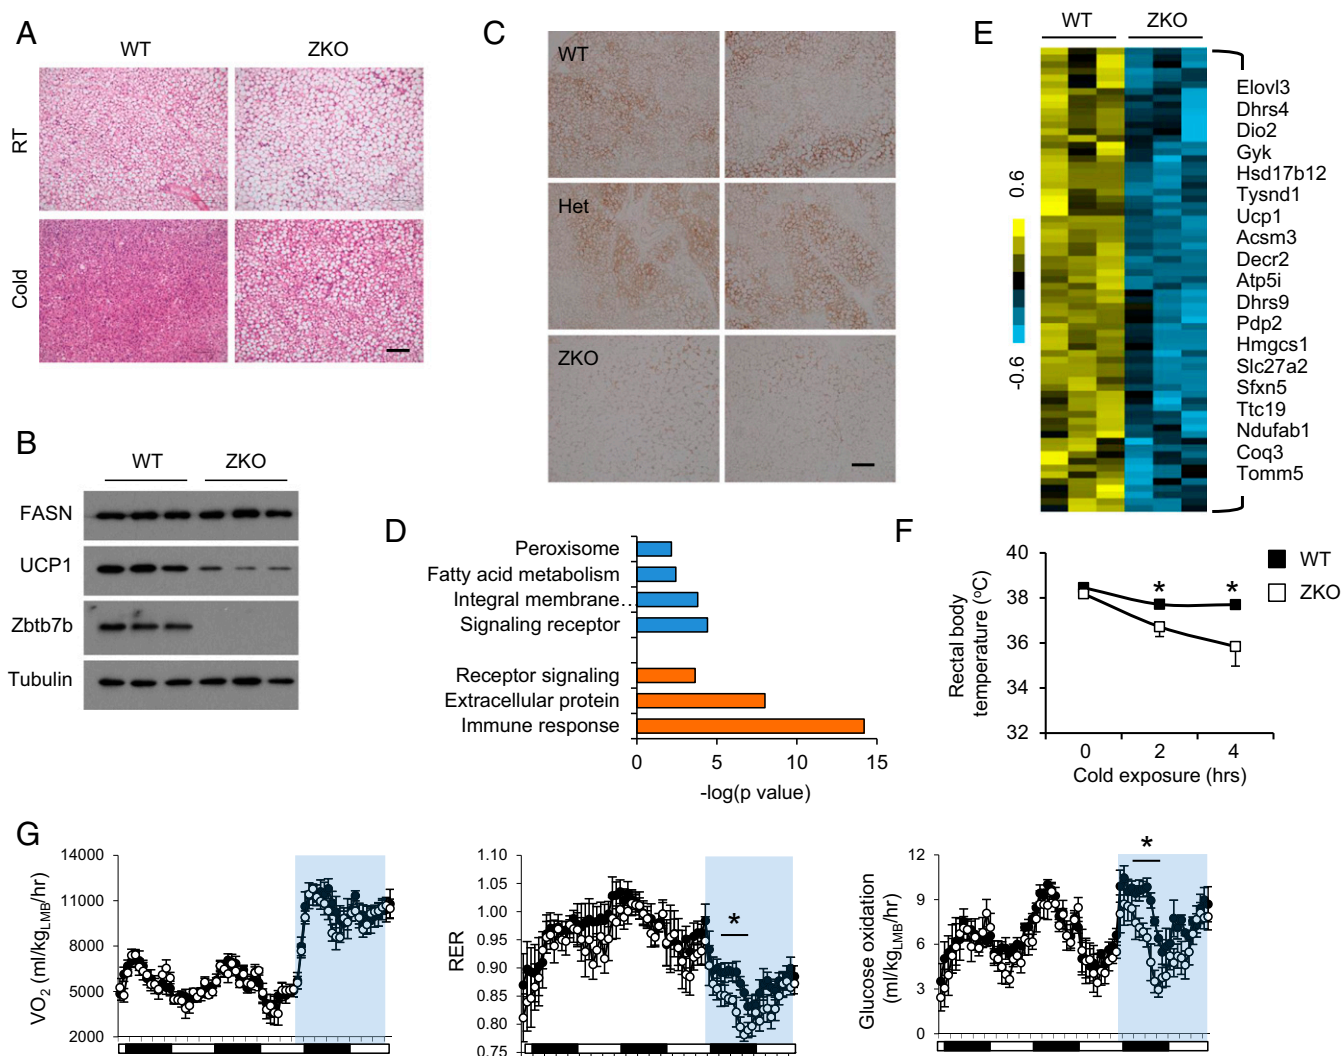 A
WT
ZKO
RT
Cold
B
WT
ZKO
FASN
UCP1
Zbtb7b
Tubulin
C
WT
Het
ZKO
D
Peroxisome
Fatty acid metabolism
Integral membrane...
Signaling receptor
Receptor signaling
Extracellular protein
Immune response
0
5
10
15
-log(p value)
E
WT
ZKO
0.6
-0.6
Elovl3
Dhrs4
Dio2
Gyk
Hsd17b12
Tysnd1
Ucp1
Acsm3
Decr2
Atp5i
Dhrs9
Pdp2
Hmgcs1
Slc27a2
Sfxn5
Ttc19
Ndufab1
Coq3
Tomm5
F
Rectal body
temperature (°C)
40
38
36
34
32
* *
0
2
4
Cold exposure (hrs)
WT
ZKO
G
VO2 (ml/kgLMB/hr)
14000
11000
8000
5000
2000
RER
1.10
1.05
1.00
0.95
0.90
0.85
0.80
0.75
*
Glucose oxidation
(ml/kgLMB/hr)
12
9
6
3
0
*